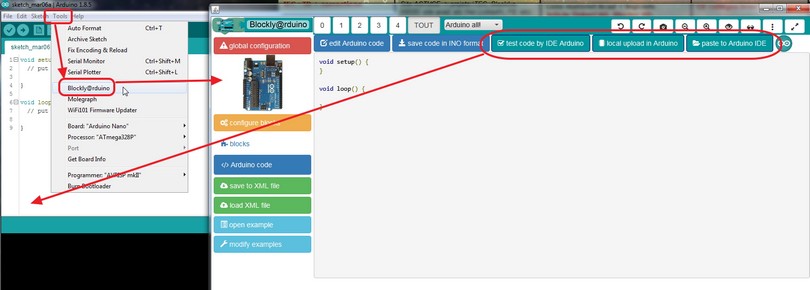 sketch_mar06a | Arduino 1.8.5
File Edit Sketch Tools Help
sketch_mar06
void setu
// put
}
void loop
// put
}
Auto Format Ctrl+T
Archive Sketch
Fix Encoding & Reload
Serial Monitor Ctrl+Shift+M
Serial Plotter Ctrl+Shift+L
Blockly@rduino
Molegraph
WiFi101 Firmware Updater
Board: "Arduino Nano"
Processor: "ATmega328P"
Port
Get Board Info
Programmer: "AVRISP mkII"
Burn Bootloader
Blockly@rduino
0 1 2 3 4 TOUT Arduino all!
global configuration
configure bloc
blocks
Arduino code
save to XML file
load XML file
open example
modify examples
edit Arduino code
save code in INO format
test code by IDE Arduino
local upload in Arduino
paste to Arduino IDE
void setup() {
}
void loop() {
}